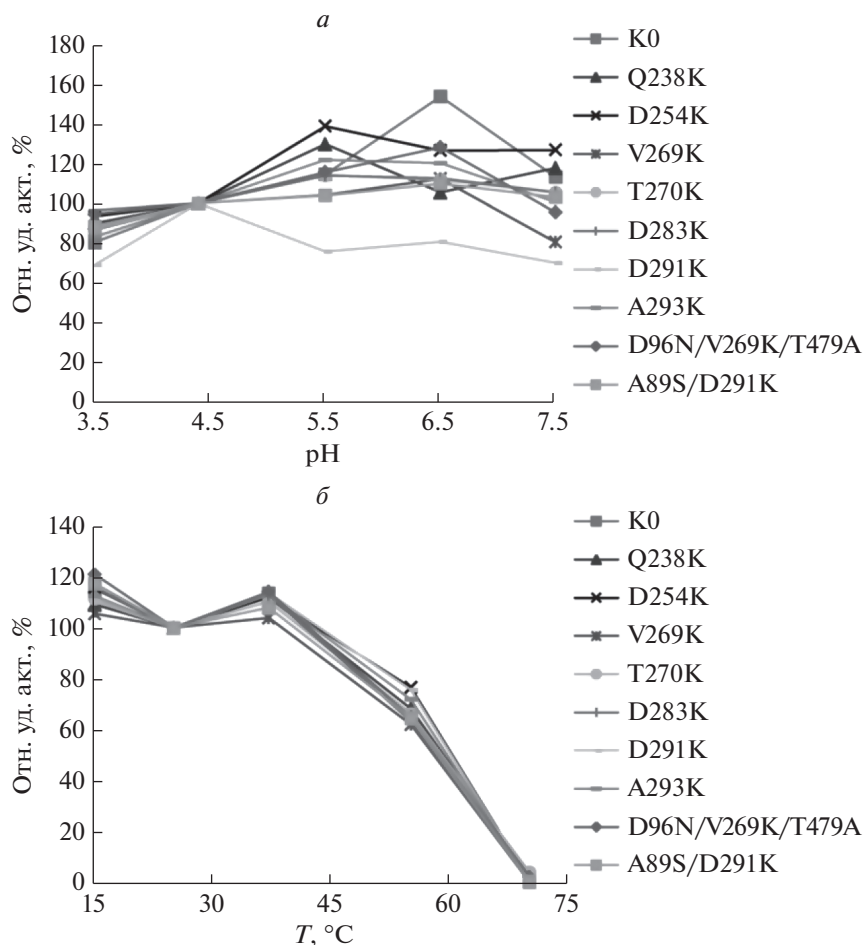 а
180
160
140
120
100
80
60
40
20
0
Отн. уд. акт., %
3.5 4.5 5.5 6.5 7.5
pH
K0
Q238K
D254K
V269K
T270K
D283K
D291K
A293K
D96N/V269K/T479A
A89S/D291K
б
140
120
100
80
60
40
20
0
Отн. уд. акт., %
15 30 45 60 75
T, °C
K0
Q238K
D254K
V269K
T270K
D283K
D291K
A293K
D96N/V269K/T479A
A89S/D291K